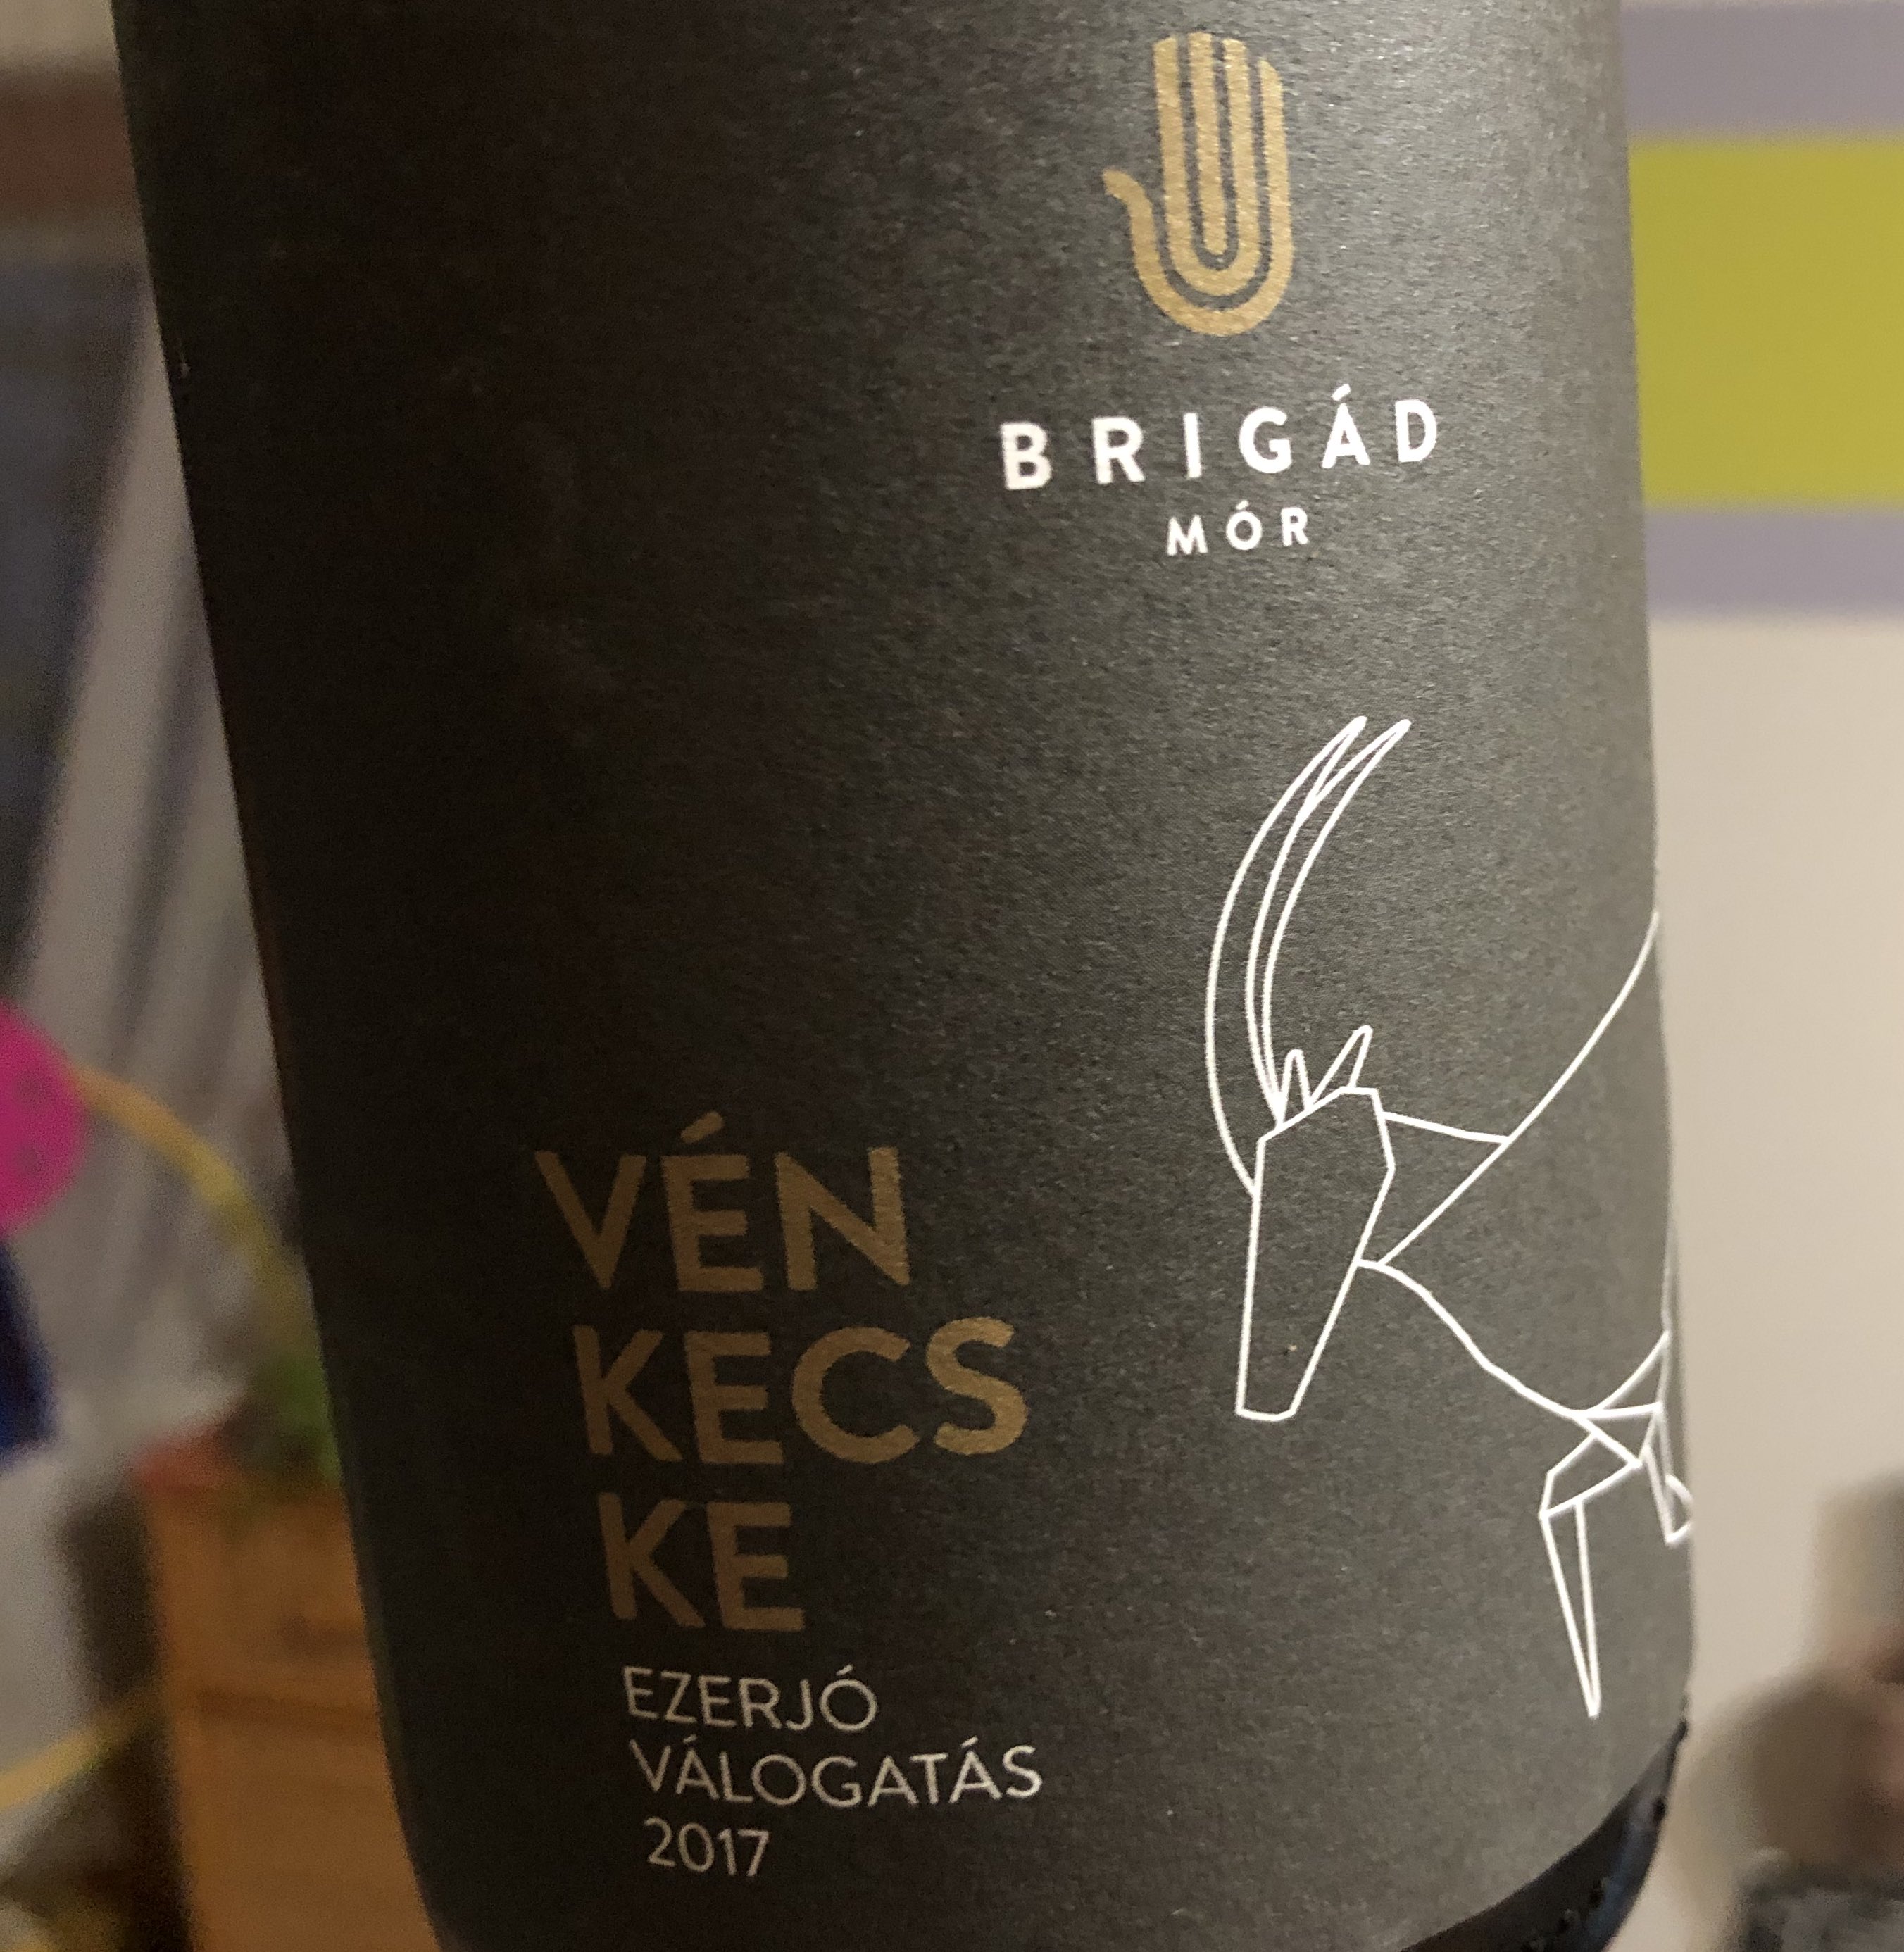 BRIGÁD
MÓR
VÉN
KECS
KE
EZERJÓ
VÁLOGATÁS
2017